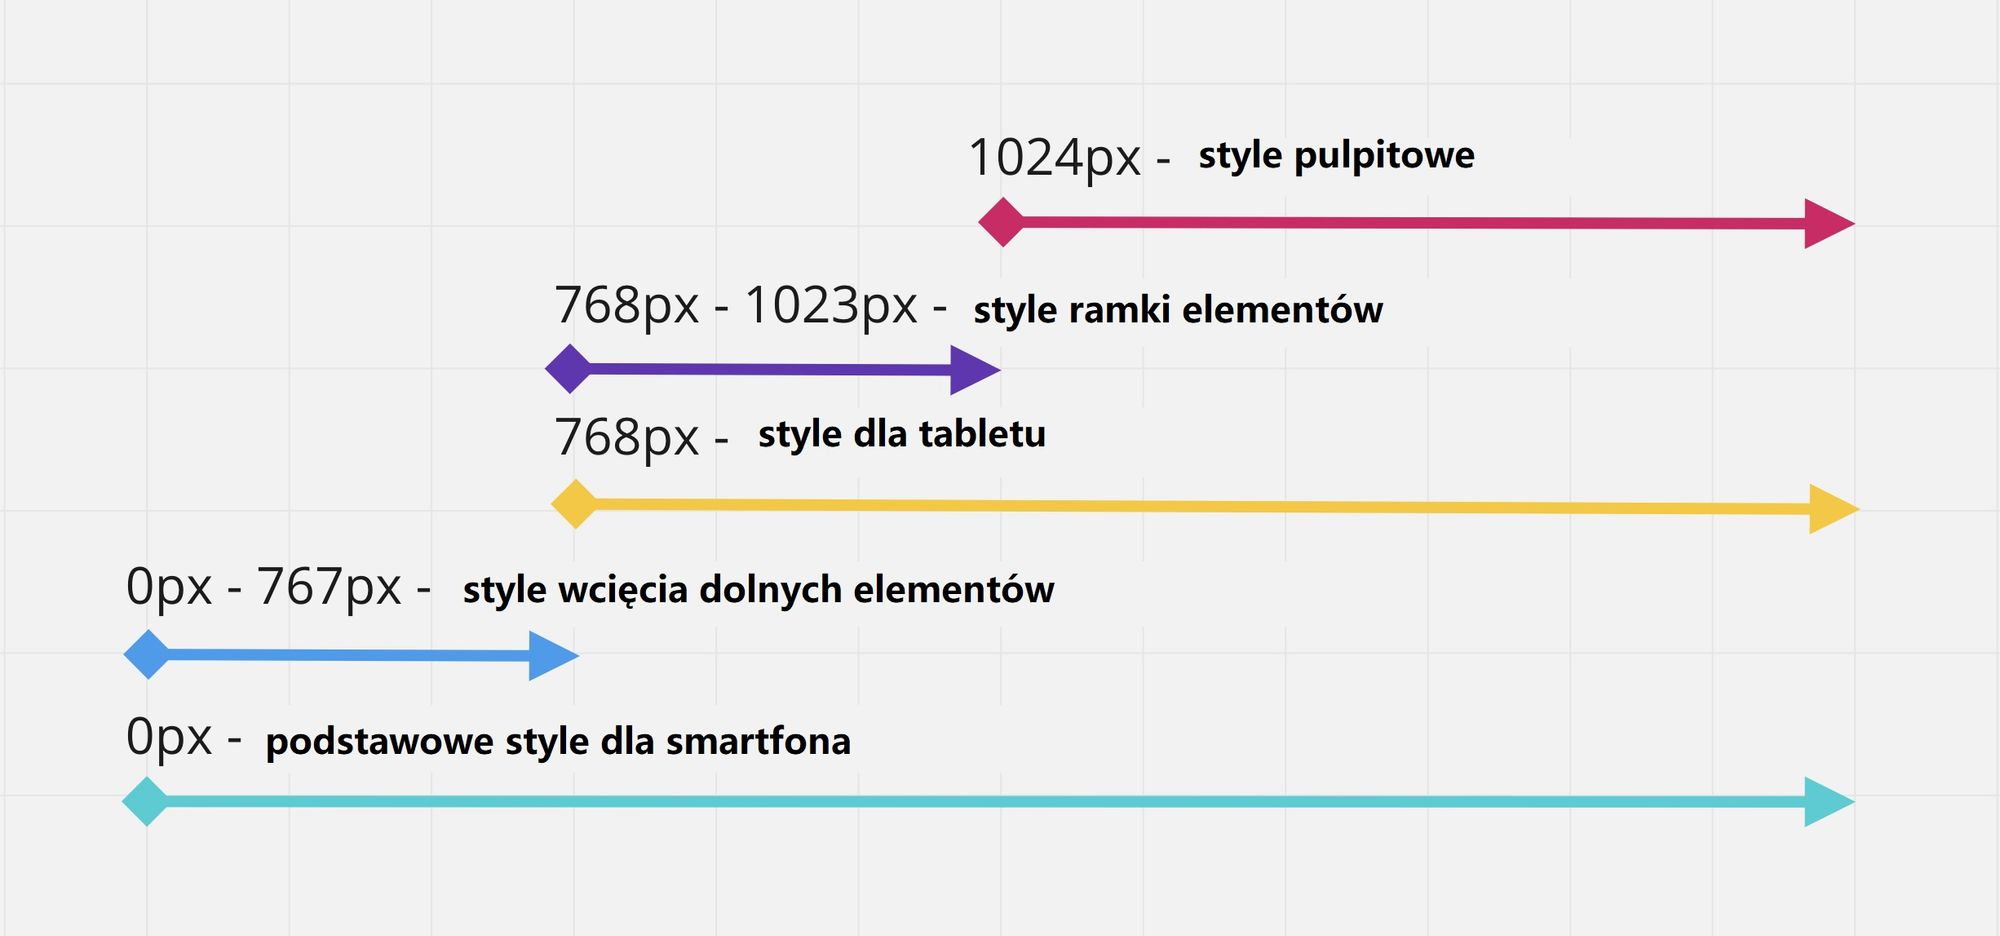 1024px - style pulpitowe
768px - 1023px - style ramki elementów
768px - style dla tabletu
0px - 767px - style wcięcia dolnych elementów
0px - podstawowe style dla smartfona